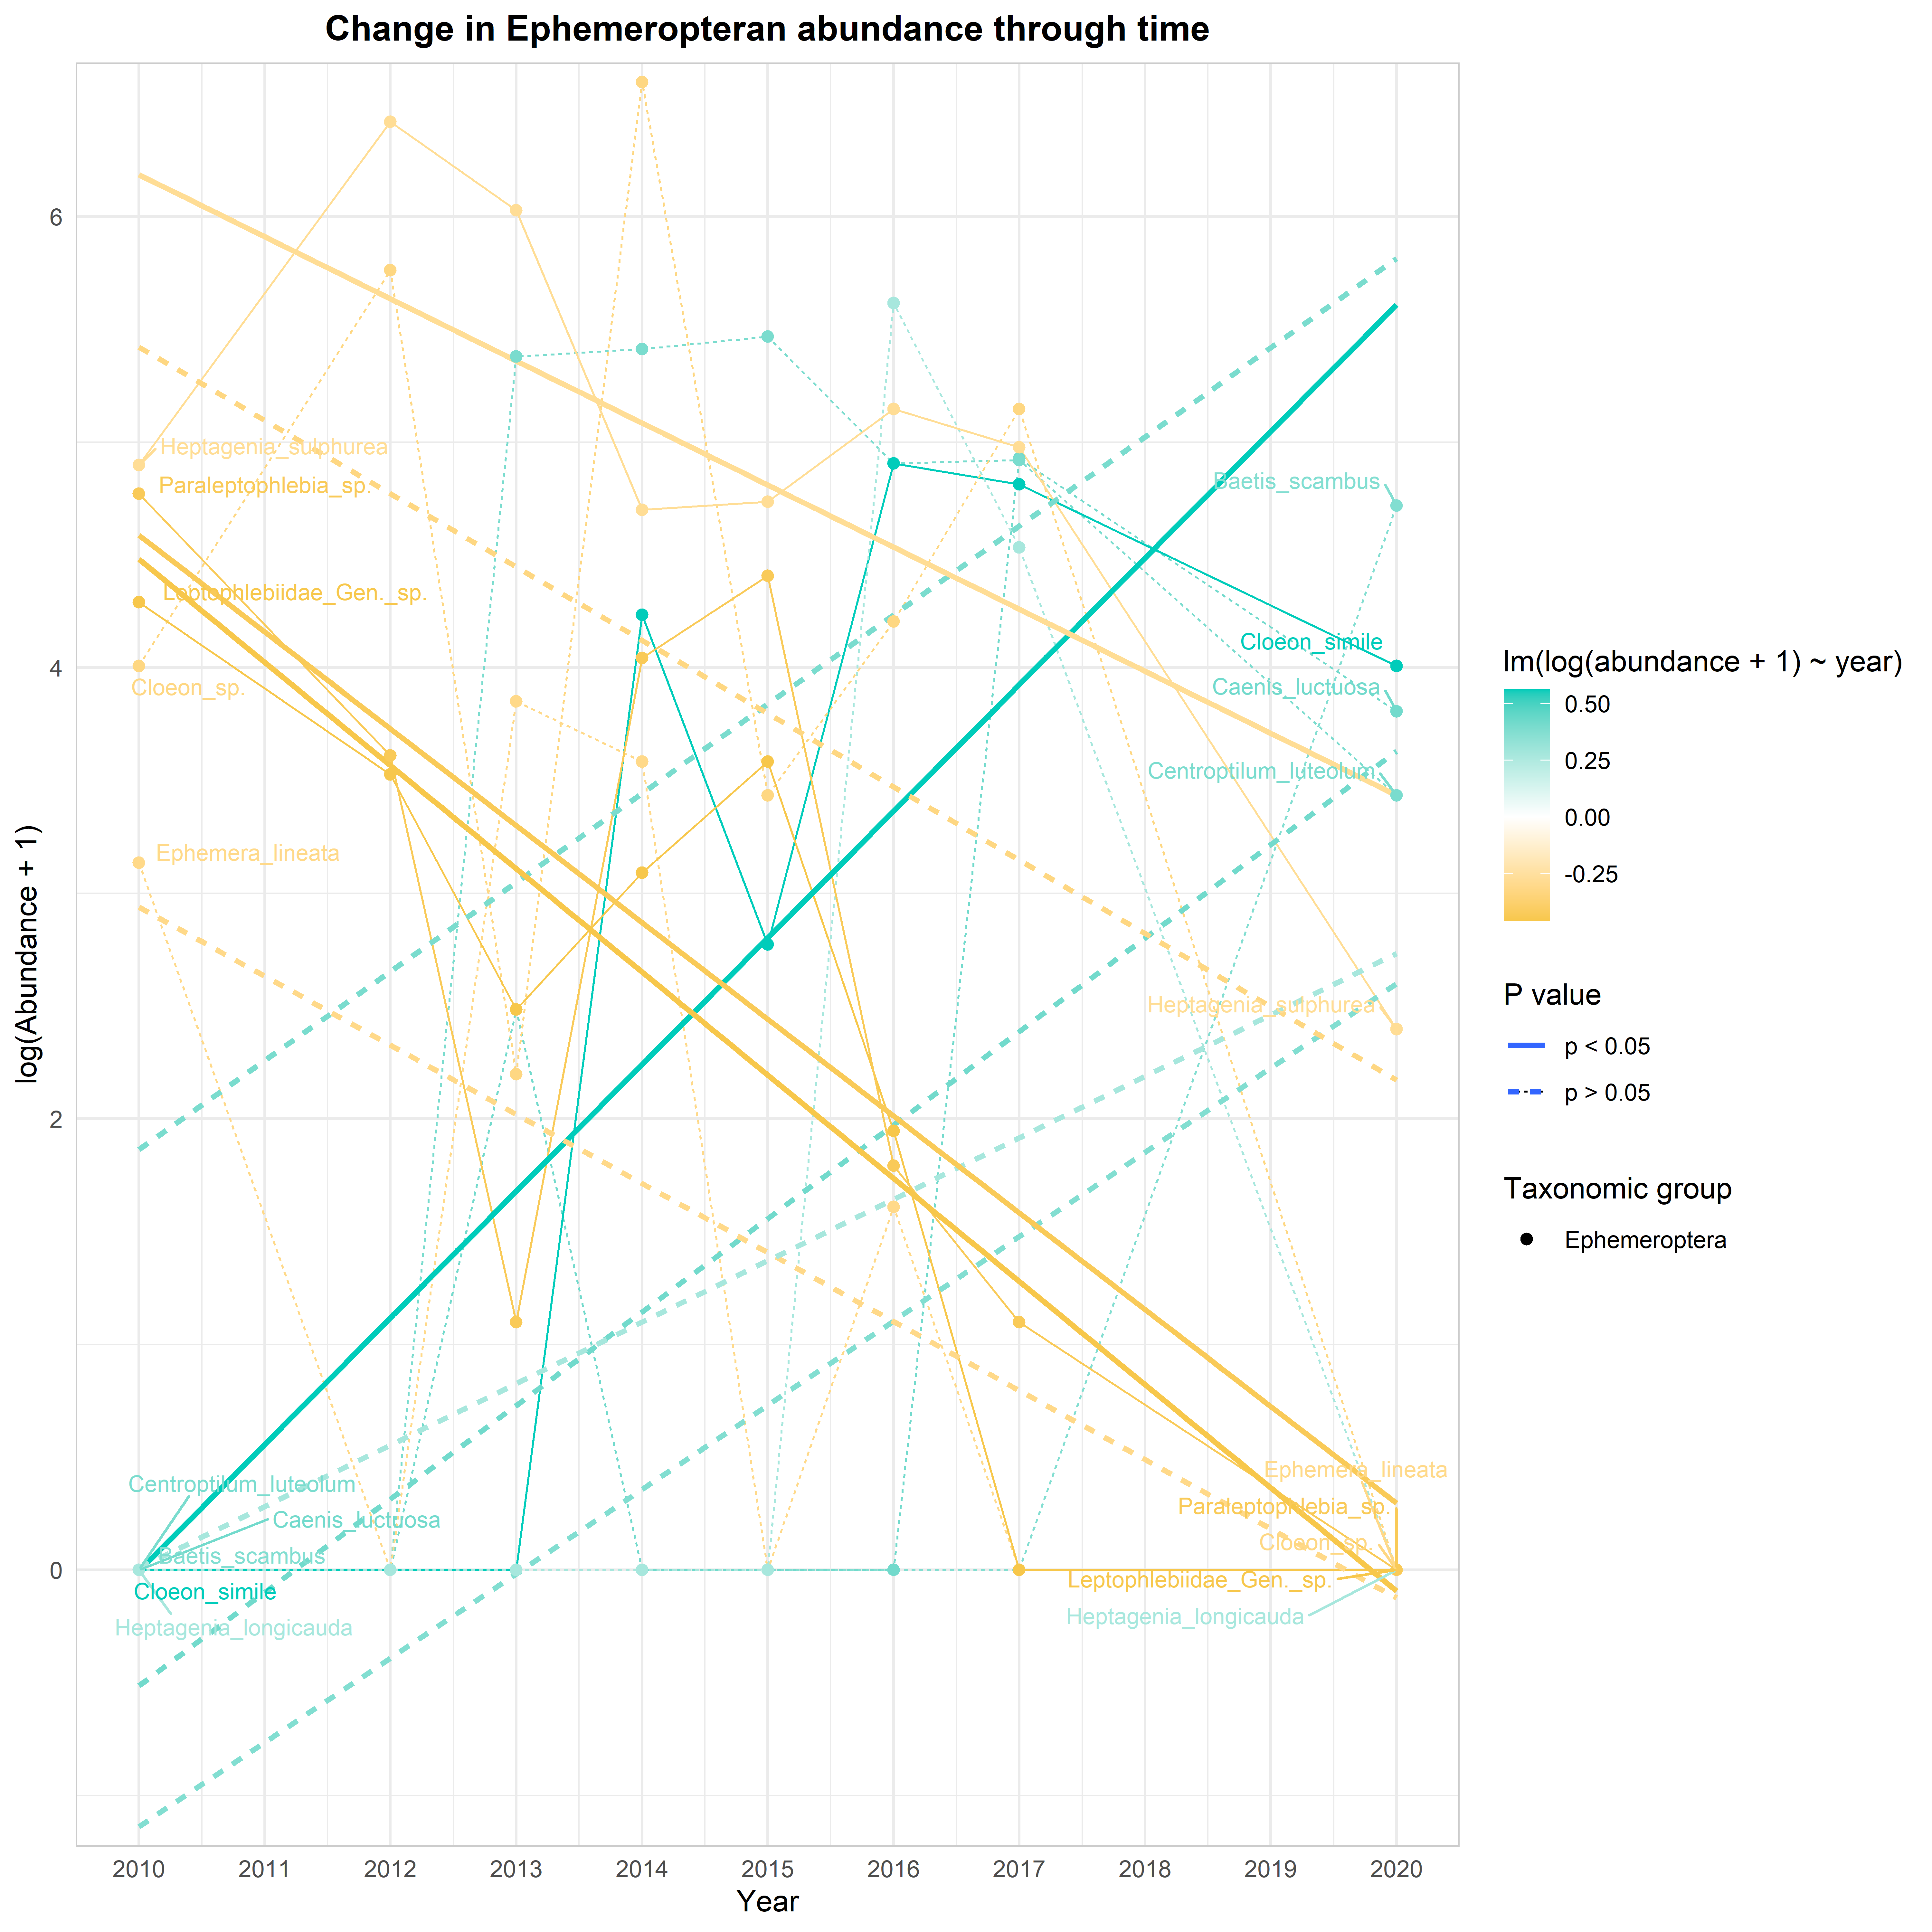 Change in Ephemeropteran abundance through time
log(Abundance + 1)
6
4
2
0
Heptagenia_sulphurea
Paraleptophlebia_sp.
Leptophlebiidae_Gen._sp.
Cloeon_sp.
Ephemera_lineata
Centroptilum_luteolum
Caenis_luctuosa
Baetis_scambus
Cloeon_simile
Heptagenia_longicauda
Baetis_scambus
Cloeon_simile
Caenis_luctuosa
Centroptilum_luteolum
Heptagenia_sulphurea
Ephemera_lineata
Paraleptophlebia_sp.
Cloeon_sp.
Leptophlebiidae_Gen._sp.
Heptagenia_longicauda
2010 2011 2012 2013 2014 2015 2016 2017 2018 2019 2020
Year
lm(log(abundance + 1) ~ year)
0.50
0.25
0.00
-0.25
P value
p < 0.05
p > 0.05
Taxonomic group
Ephemeroptera